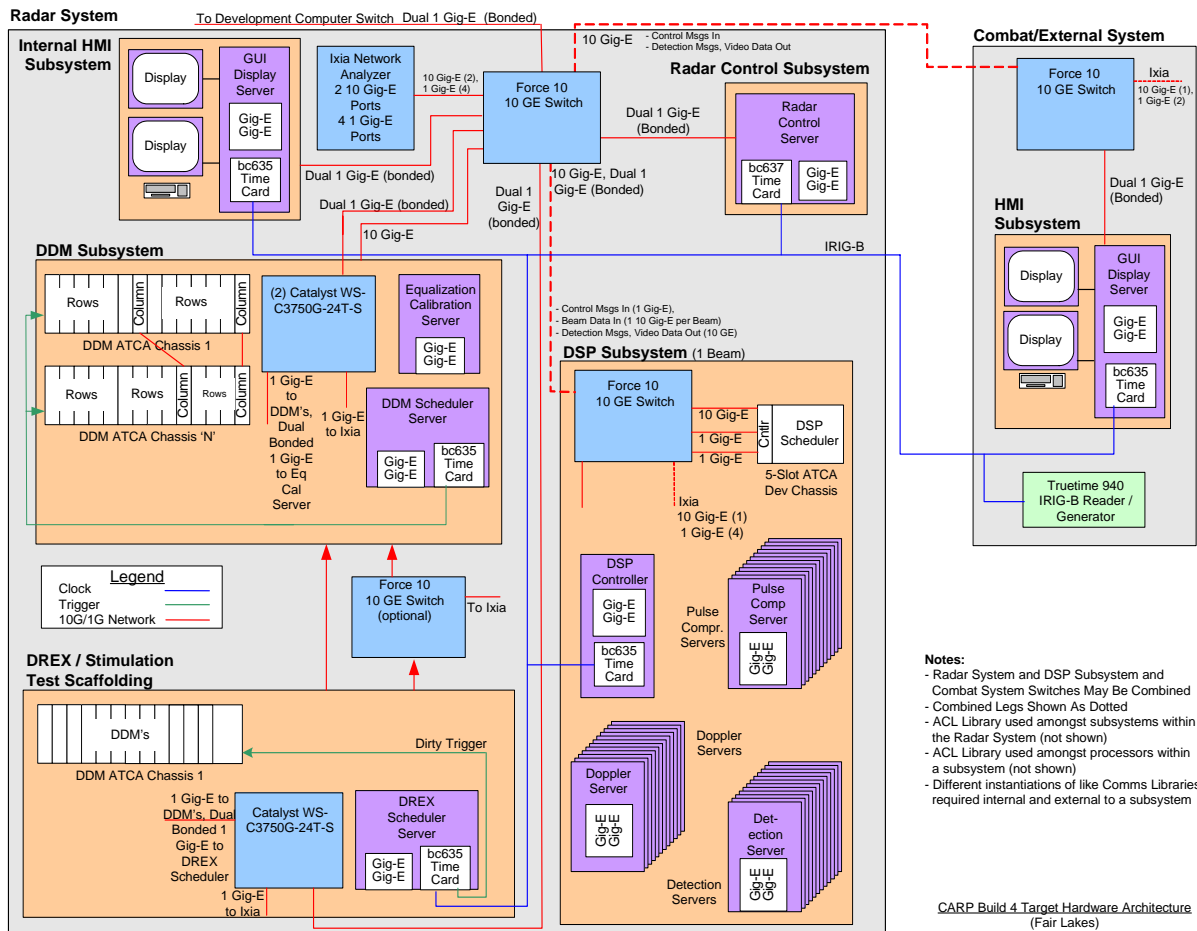 Radar System
To Development Computer Switch
Dual 1 Gig-E (Bonded)
Internal HMI
Subsystem
Display
Display
GUI
Display
Server
Gig-E
Gig-E
bc635
Time
Card
Ixia Network
Analyzer
2 10 Gig-E
Ports
4 1 Gig-E
Ports
10 Gig-E (2),
1 Gig-E (4)
Force 10
10 GE Switch
10 Gig-E
- Control Msgs In
- Detection Msgs, Video Data Out
Radar Control Subsystem
Dual 1 Gig-E
(Bonded)
Radar
Control
Server
bc637
Time
Card
Gig-E
Gig-E
Combat/External System
Force 10
10 GE Switch
Ixia
10 Gig-E (1),
1 Gig-E (2)
Dual 1 Gig-E
(Bonded)
HMI
Subsystem
Display
Display
GUI
Display
Server
Gig-E
Gig-E
bc635
Time
Card
Truetime 940
IRIG-B Reader /
Generator
IRIG-B
Dual 1 Gig-E (bonded)
Dual 1 Gig-E (bonded)
10 Gig-E
Dual 1
Gig-E
(bonded)
10 Gig-E, Dual 1
Gig-E (Bonded)
DDM Subsystem
Rows
Column
Rows
Column
DDM ATCA Chassis 1
Rows
Rows
Column
Rows
Column
DDM ATCA Chassis 'N'
(2) Catalyst WS-
C3750G-24T-S
1 Gig-E
to
DDM's,
Dual
Bonded
1 Gig-E
to Eq
Cal
Server
1 Gig-E
to Ixia
Equalization
Calibration
Server
Gig-E
Gig-E
DDM Scheduler
Server
Gig-E
Gig-E
bc635
Time
Card
- Control Msgs In (1 Gig-E),
- Beam Data In (1 10 Gig-E per Beam)
- Detection Msgs, Video Data Out (10 GE)
DSP Subsystem (1 Beam)
Force 10
10 GE Switch
10 Gig-E
1 Gig-E
1 Gig-E
Cntlr
DSP
Scheduler
5-Slot ATCA
Dev Chassis
Ixia
10 Gig-E (1)
1 Gig-E (4)
DSP
Controller
Gig-E
Gig-E
bc635
Time
Card
Pulse
Compr.
Servers
Pulse
Comp
Server
Gig-E
Gig-E
Doppler
Servers
Doppler
Server
Gig-E
Gig-E
Det-
ection
Server
Gig-E
Gig-E
Detection
Servers
Legend
Clock
Trigger
10G/1G Network
Force 10
10 GE Switch
(optional)
To Ixia
DREX / Stimulation
Test Scaffolding
DDM's
DDM ATCA Chassis 1
Dirty Trigger
1 Gig-E to
DDM's, Dual
Bonded 1
Gig-E to
DREX
Scheduler
Catalyst WS-
C3750G-24T-S
1 Gig-E
to Ixia
DREX
Scheduler
Server
Gig-E
Gig-E
bc635
Time
Card
Notes:
- Radar System and DSP Subsystem and
Combat System Switches May Be Combined
- Combined Legs Shown As Dotted
- ACL Library used amongst subsystems within
the Radar System (not shown)
- ACL Library used amongst processors within
a subsystem (not shown)
- Different instantiations of like Comms Libraries
required internal and external to a subsystem
CARP Build 4 Target Hardware Architecture
(Fair Lakes)